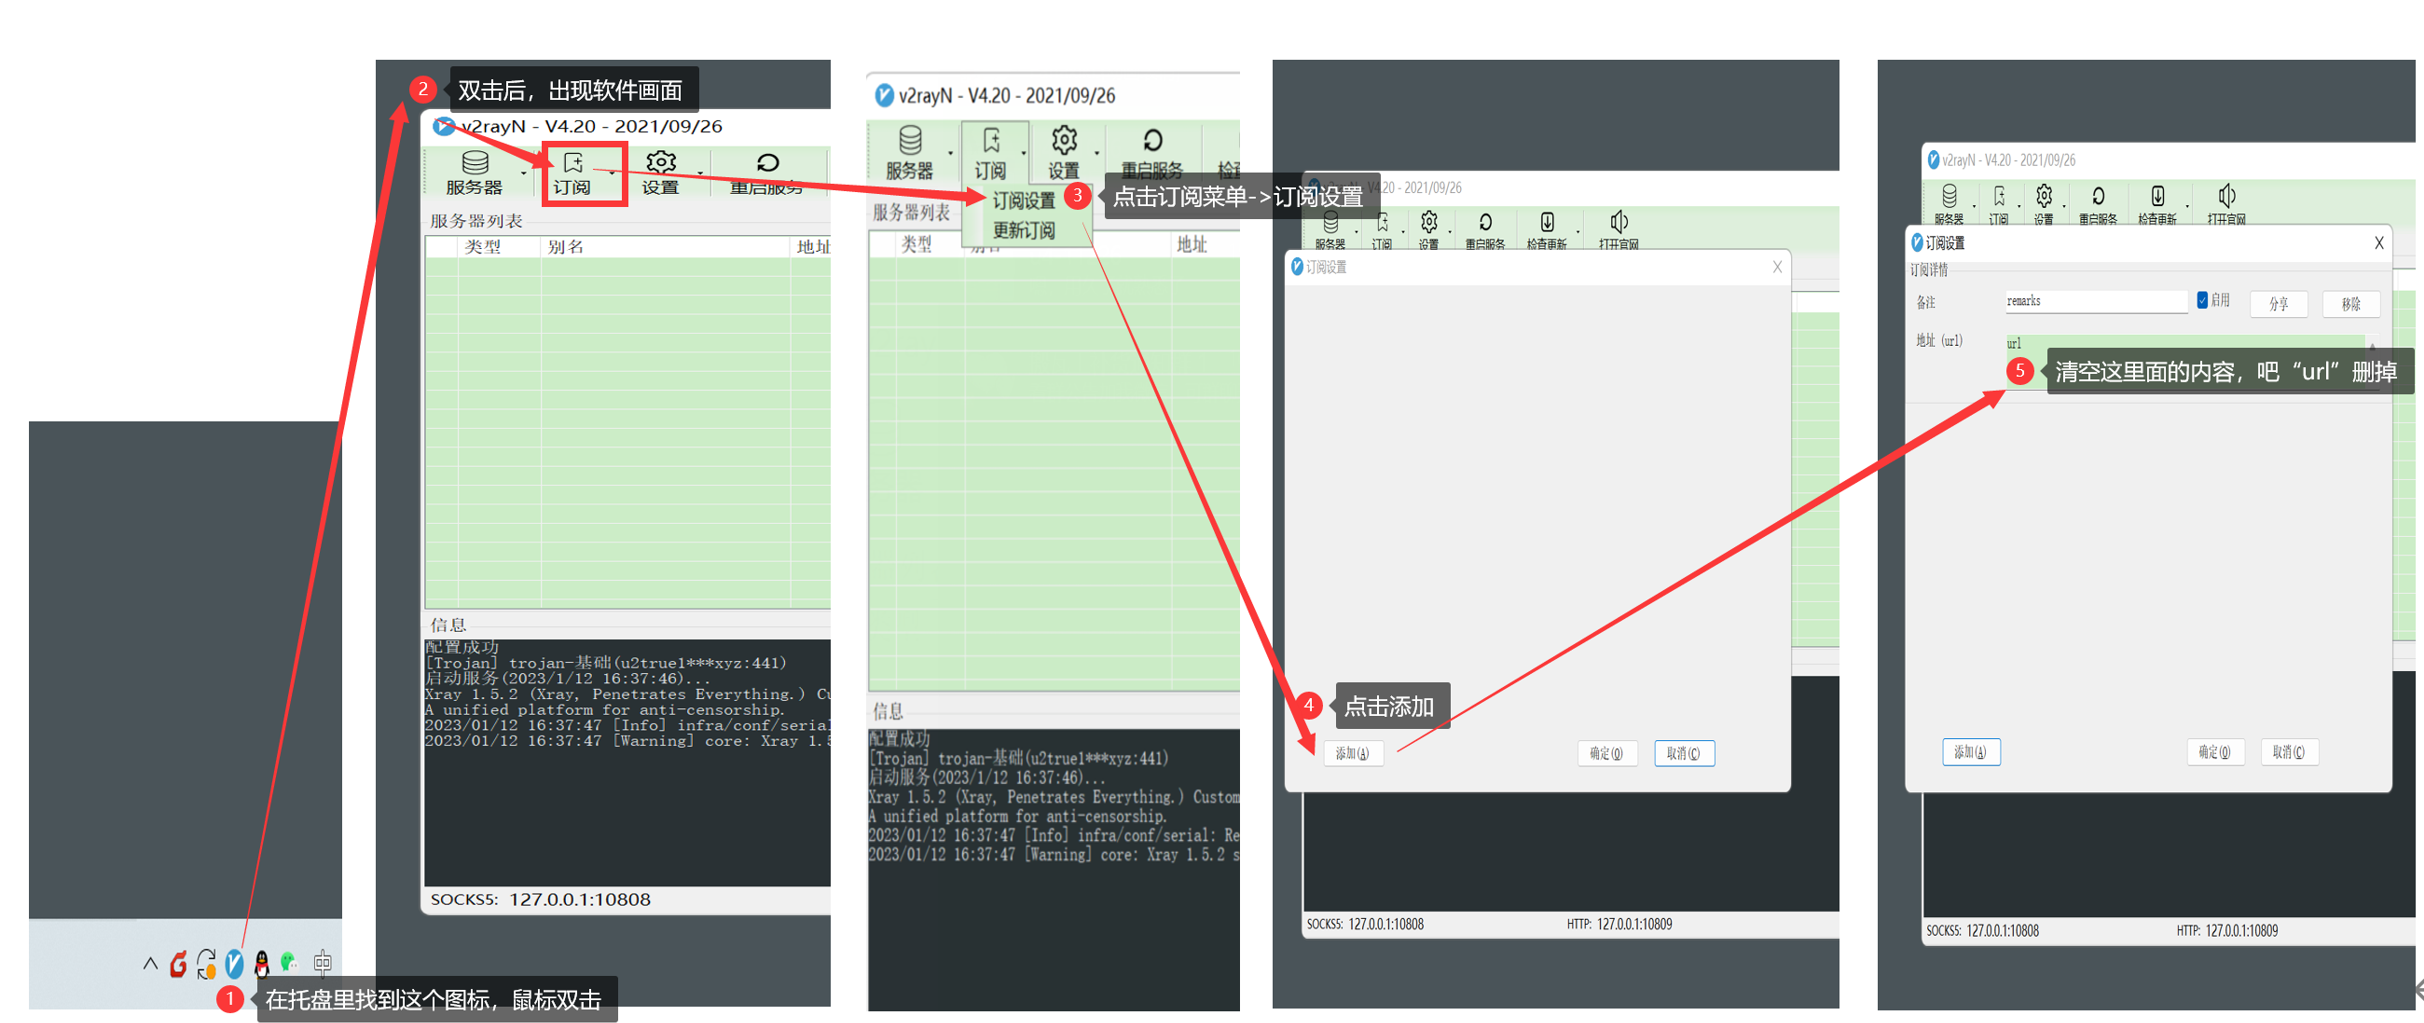 中
1 在托盘里找到这个图标，鼠标双击
2 双击后，出现软件画面
v2rayN - V4.20 - 2021/09/26
服务器 订阅 设置 重启服务
服务器列表
类型 别名 地址
信息
配置成功
[Trojan] trojan-基础(u2true1***xyz:441)
启动服务(2023/1/12 16:37:46)...
Xray 1.5.2 (Xray, Penetrates Everything.) Cu
A unified platform for anti-censorship.
2023/01/12 16:37:47 [Info] infra/conf/serial
2023/01/12 16:37:47 [Warning] core: Xray 1.5
SOCKS5: 127.0.0.1:10808
v2rayN - V4.20 - 2021/09/26
服务器 订阅 设置 重启服务
订阅设置
3 点击订阅菜单->订阅设置
更新订阅
服务器列表
类型 地址
信息
配置成功
[Trojan] trojan-基础(u2true1***xyz:441)
启动服务(2023/1/12 16:37:46)...
Xray 1.5.2 (Xray, Penetrates Everything.) Custom
A unified platform for anti-censorship.
2023/01/12 16:37:47 [Info] infra/conf/serial: Re
2023/01/12 16:37:47 [Warning] core: Xray 1.5.2 s
V4.20 - 2021/09/26
服务器 订阅 设置 重启服务 检查更新 打开官网
订阅设置 X
4 点击添加
添加(A) 确定(O) 取消(C)
SOCKS5: 127.0.0.1:10808 HTTP: 127.0.0.1:10809
v2rayN - V4.20 - 2021/09/26
服务器 订阅 设置 重启服务 检查更新 打开官网
订阅设置 X
订阅详情
备注 remarks 启用 分享 移除
地址 (url) url
5 清空这里面的内容，吧“url”删掉
添加(A) 确定(O) 取消(C)
SOCKS5: 127.0.0.1:10808 HTTP: 127.0.0.1:10809